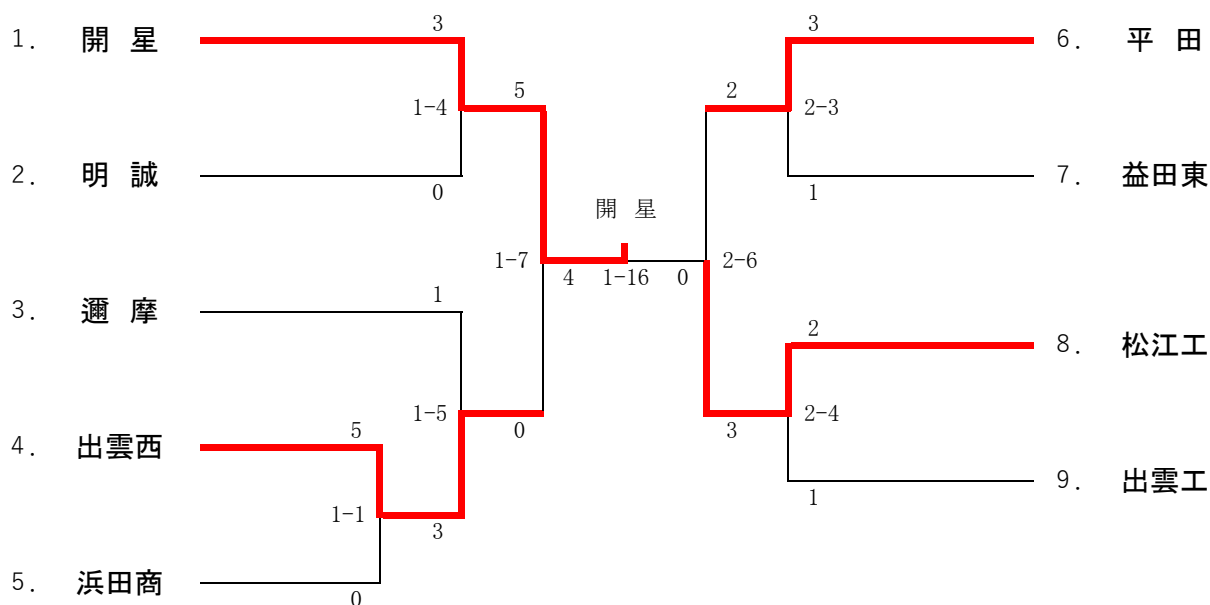 3
3
1. 開 星
6. 平 田
5
2
1-4
2-3
2. 明 誠
7. 益田東
0
1
開 星
1-7
2-6
4
1-16
0
1
3. 邇 摩
2
8. 松江工
1-5
2-4
5
0
3
4. 出雲西
9. 出雲工
1
1-1
3
5. 浜田商
0